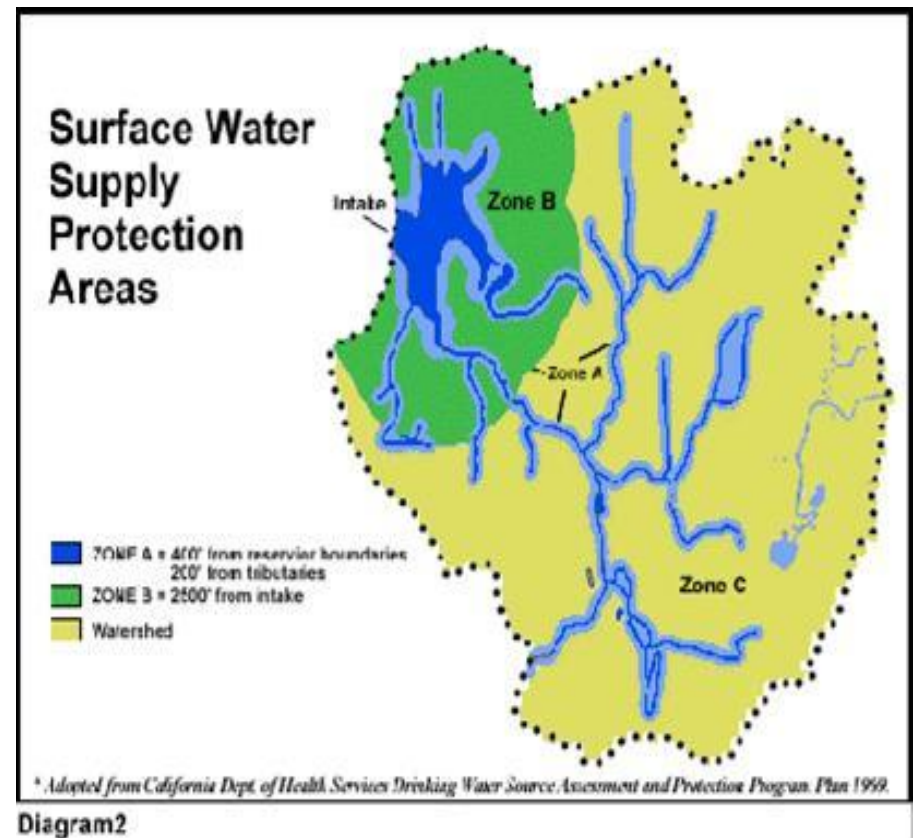 Surface Water
Supply
Protection
Areas
Intake
Zone B
Zone A
Zone C
ZONE A = 400' from reservior boundaries
200' from tributaries
ZONE B = 2500' from intake
Watershed
* Adopted from California Dept. of Health Services Drinking Water Source Assessment and Protection Program. Plan 1999.
Diagram2